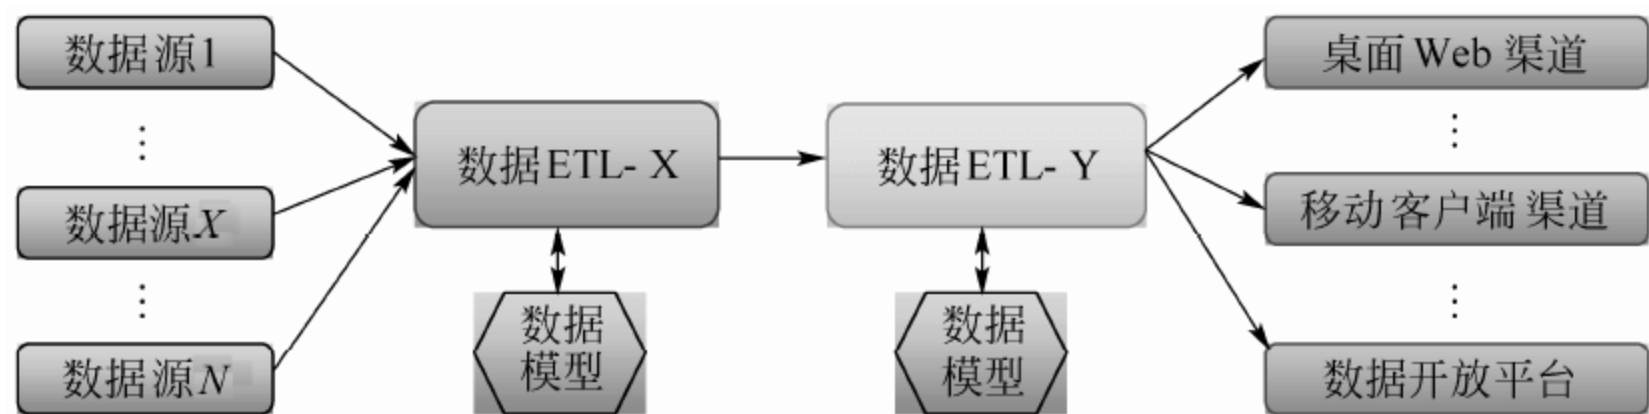 数据源1
⋮
数据源X
⋮
数据源N
数据ETL- X
数据
模型
数据ETL- Y
数据
模型
桌面 Web 渠道
⋮
移动客户端渠道
⋮
数据开放平台